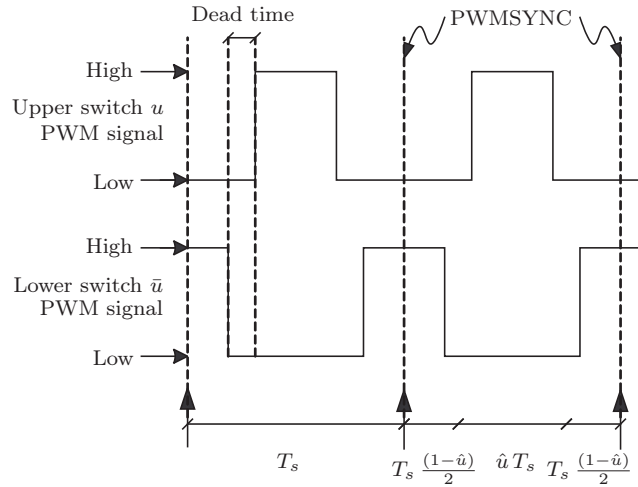 Dead time
PWMSYNC
High
Upper switch u
PWM signal
Low
High
Lower switch ū
PWM signal
Low
T_s
T_s (1-û)/2
û T_s
T_s (1-û)/2